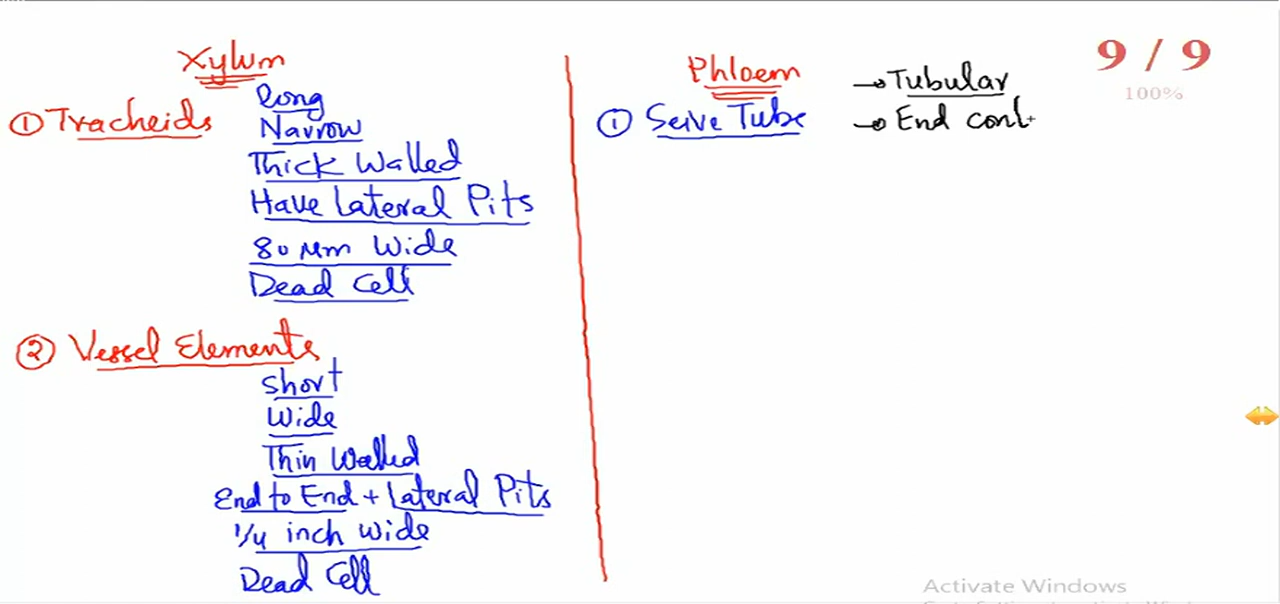 Xylum
① Tracheids
long
Narrow
Thick Walled
Have Lateral Pits
80 Mm Wide
Dead Cell
② Vessel Elements
short
Wide
Thin Walled
End to End + Lateral Pits
1/4 inch wide
Dead Cell
Phloem
① Seive Tube
→ Tubular
→ End cont
9 / 9
100%
Activate Windows